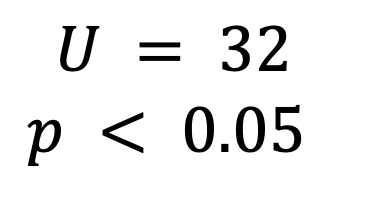 U = 32
p < 0.05